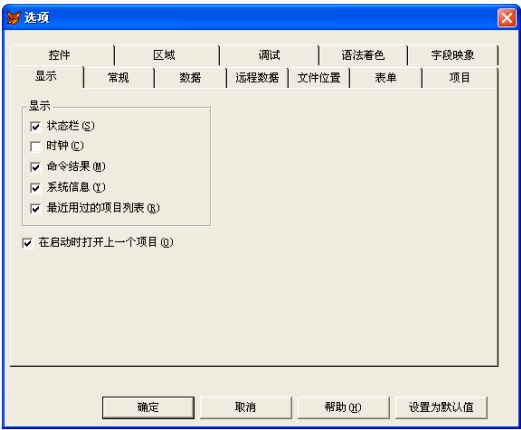 选项
控件 区域 调试 语法着色 字段映象
显示 常规 数据 远程数据 文件位置 表单 项目
显示
状态栏(S)
时钟(C)
命令结果(M)
系统信息(Y)
最近用过的项目列表(R)
在启动时打开上一个项目(O)
确定 取消 帮助(H) 设置为默认值